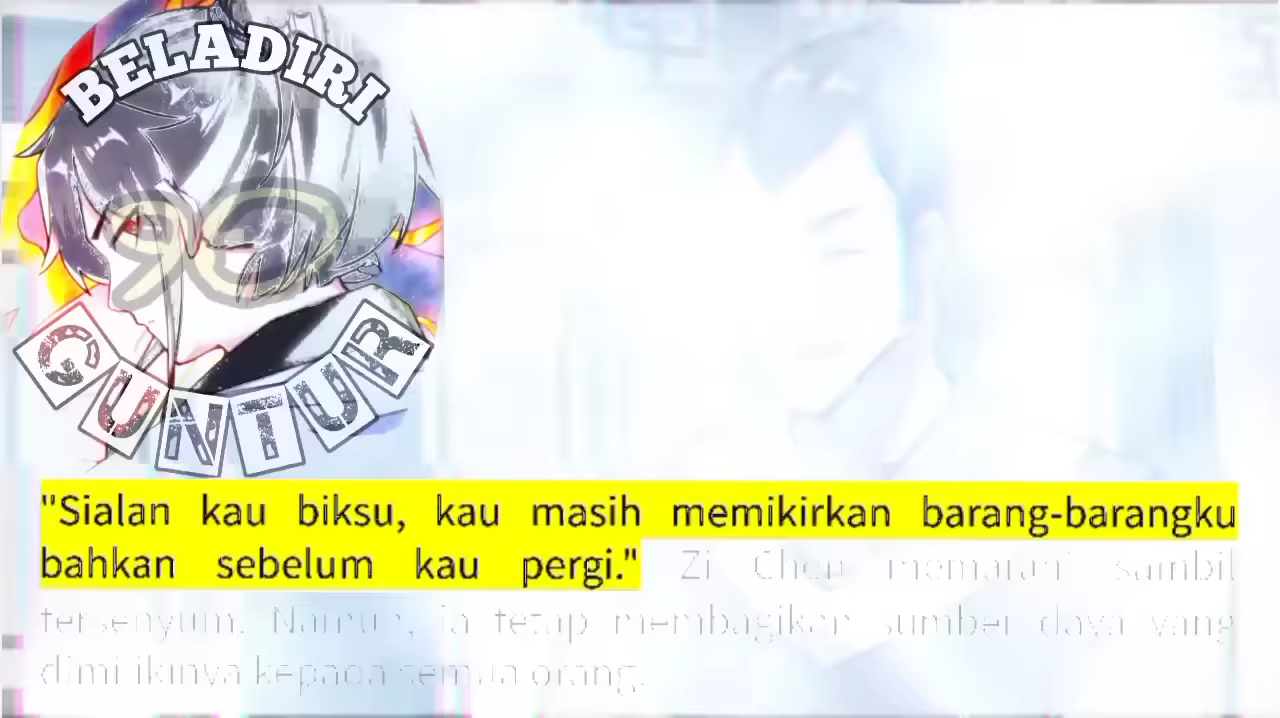 BELADIRI
GUNTUR
"Sialan kau biksu, kau masih memikirkan barang-barangku
bahkan sebelum kau pergi." Zi Chen memarahi sambil
tersenyum. Namun, ia tetap membagikan sumber daya yang
dimilikinya kepada semua orang.